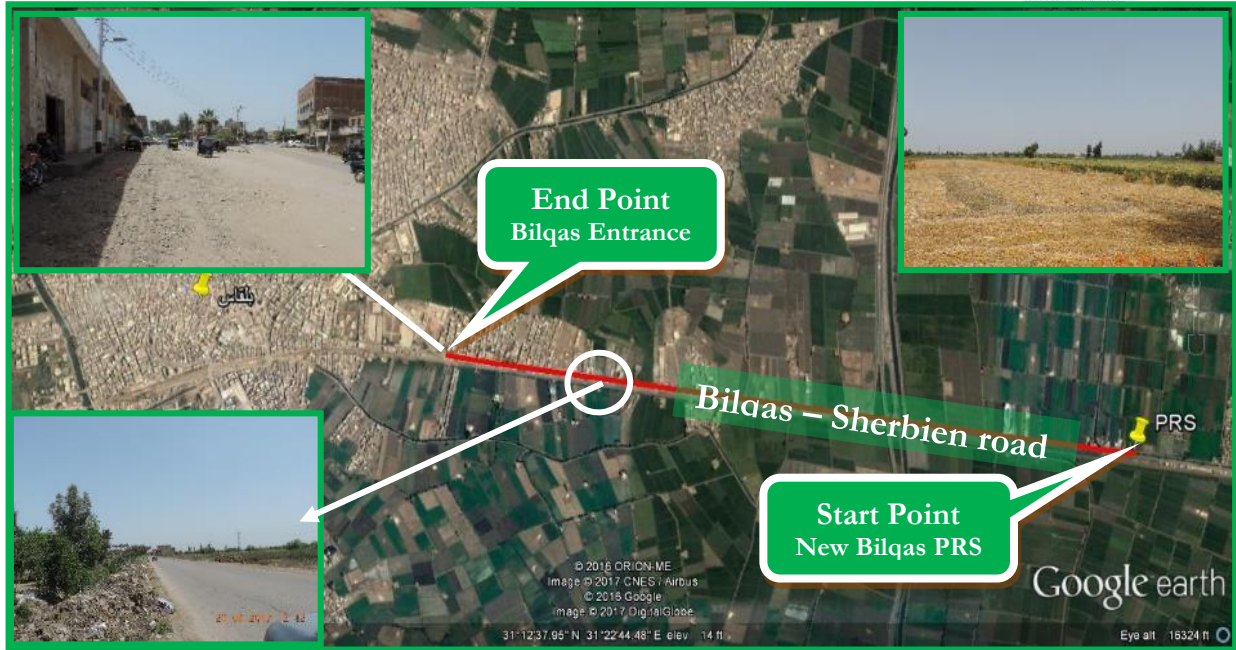 End Point
Bilqas Entrance
بلقاس
Bilqas – Sherbien road
PRS
Start Point
New Bilqas PRS
© 2016 ORION-ME
Image © 2017 CNES / Airbus
© 2016 Google
Image © 2017 DigitalGlobe
Google earth
31°12'37.95" N 31°22'44.48" E elev 14 ft
Eye alt 16324 ft